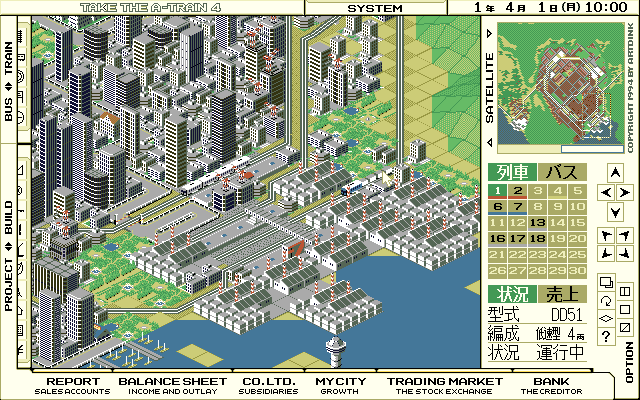 TAKE THE A-TRAIN 4
SYSTEM
1年 4月 1日(月) 10:00
BUS ◆ TRAIN
PROJECT ◆ BUILD
SATELLITE
COPYRIGHT 1994 BY ARTDINK
列車 バス
1 2 3 4 5
6 7 8 9 10
11 12 13 14 15
16 17 18 19 20
21 22 23 24 25
26 27 28 29 30
状況 売上
型式 DD51
編成 4両
状況 運行中
?
OPTION
REPORT
SALES ACCOUNTS
BALANCE SHEET
INCOME AND OUTLAY
CO.LTD.
SUBSIDIARIES
MY CITY
GROWTH
TRADING MARKET
THE STOCK EXCHANGE
BANK
THE CREDITOR